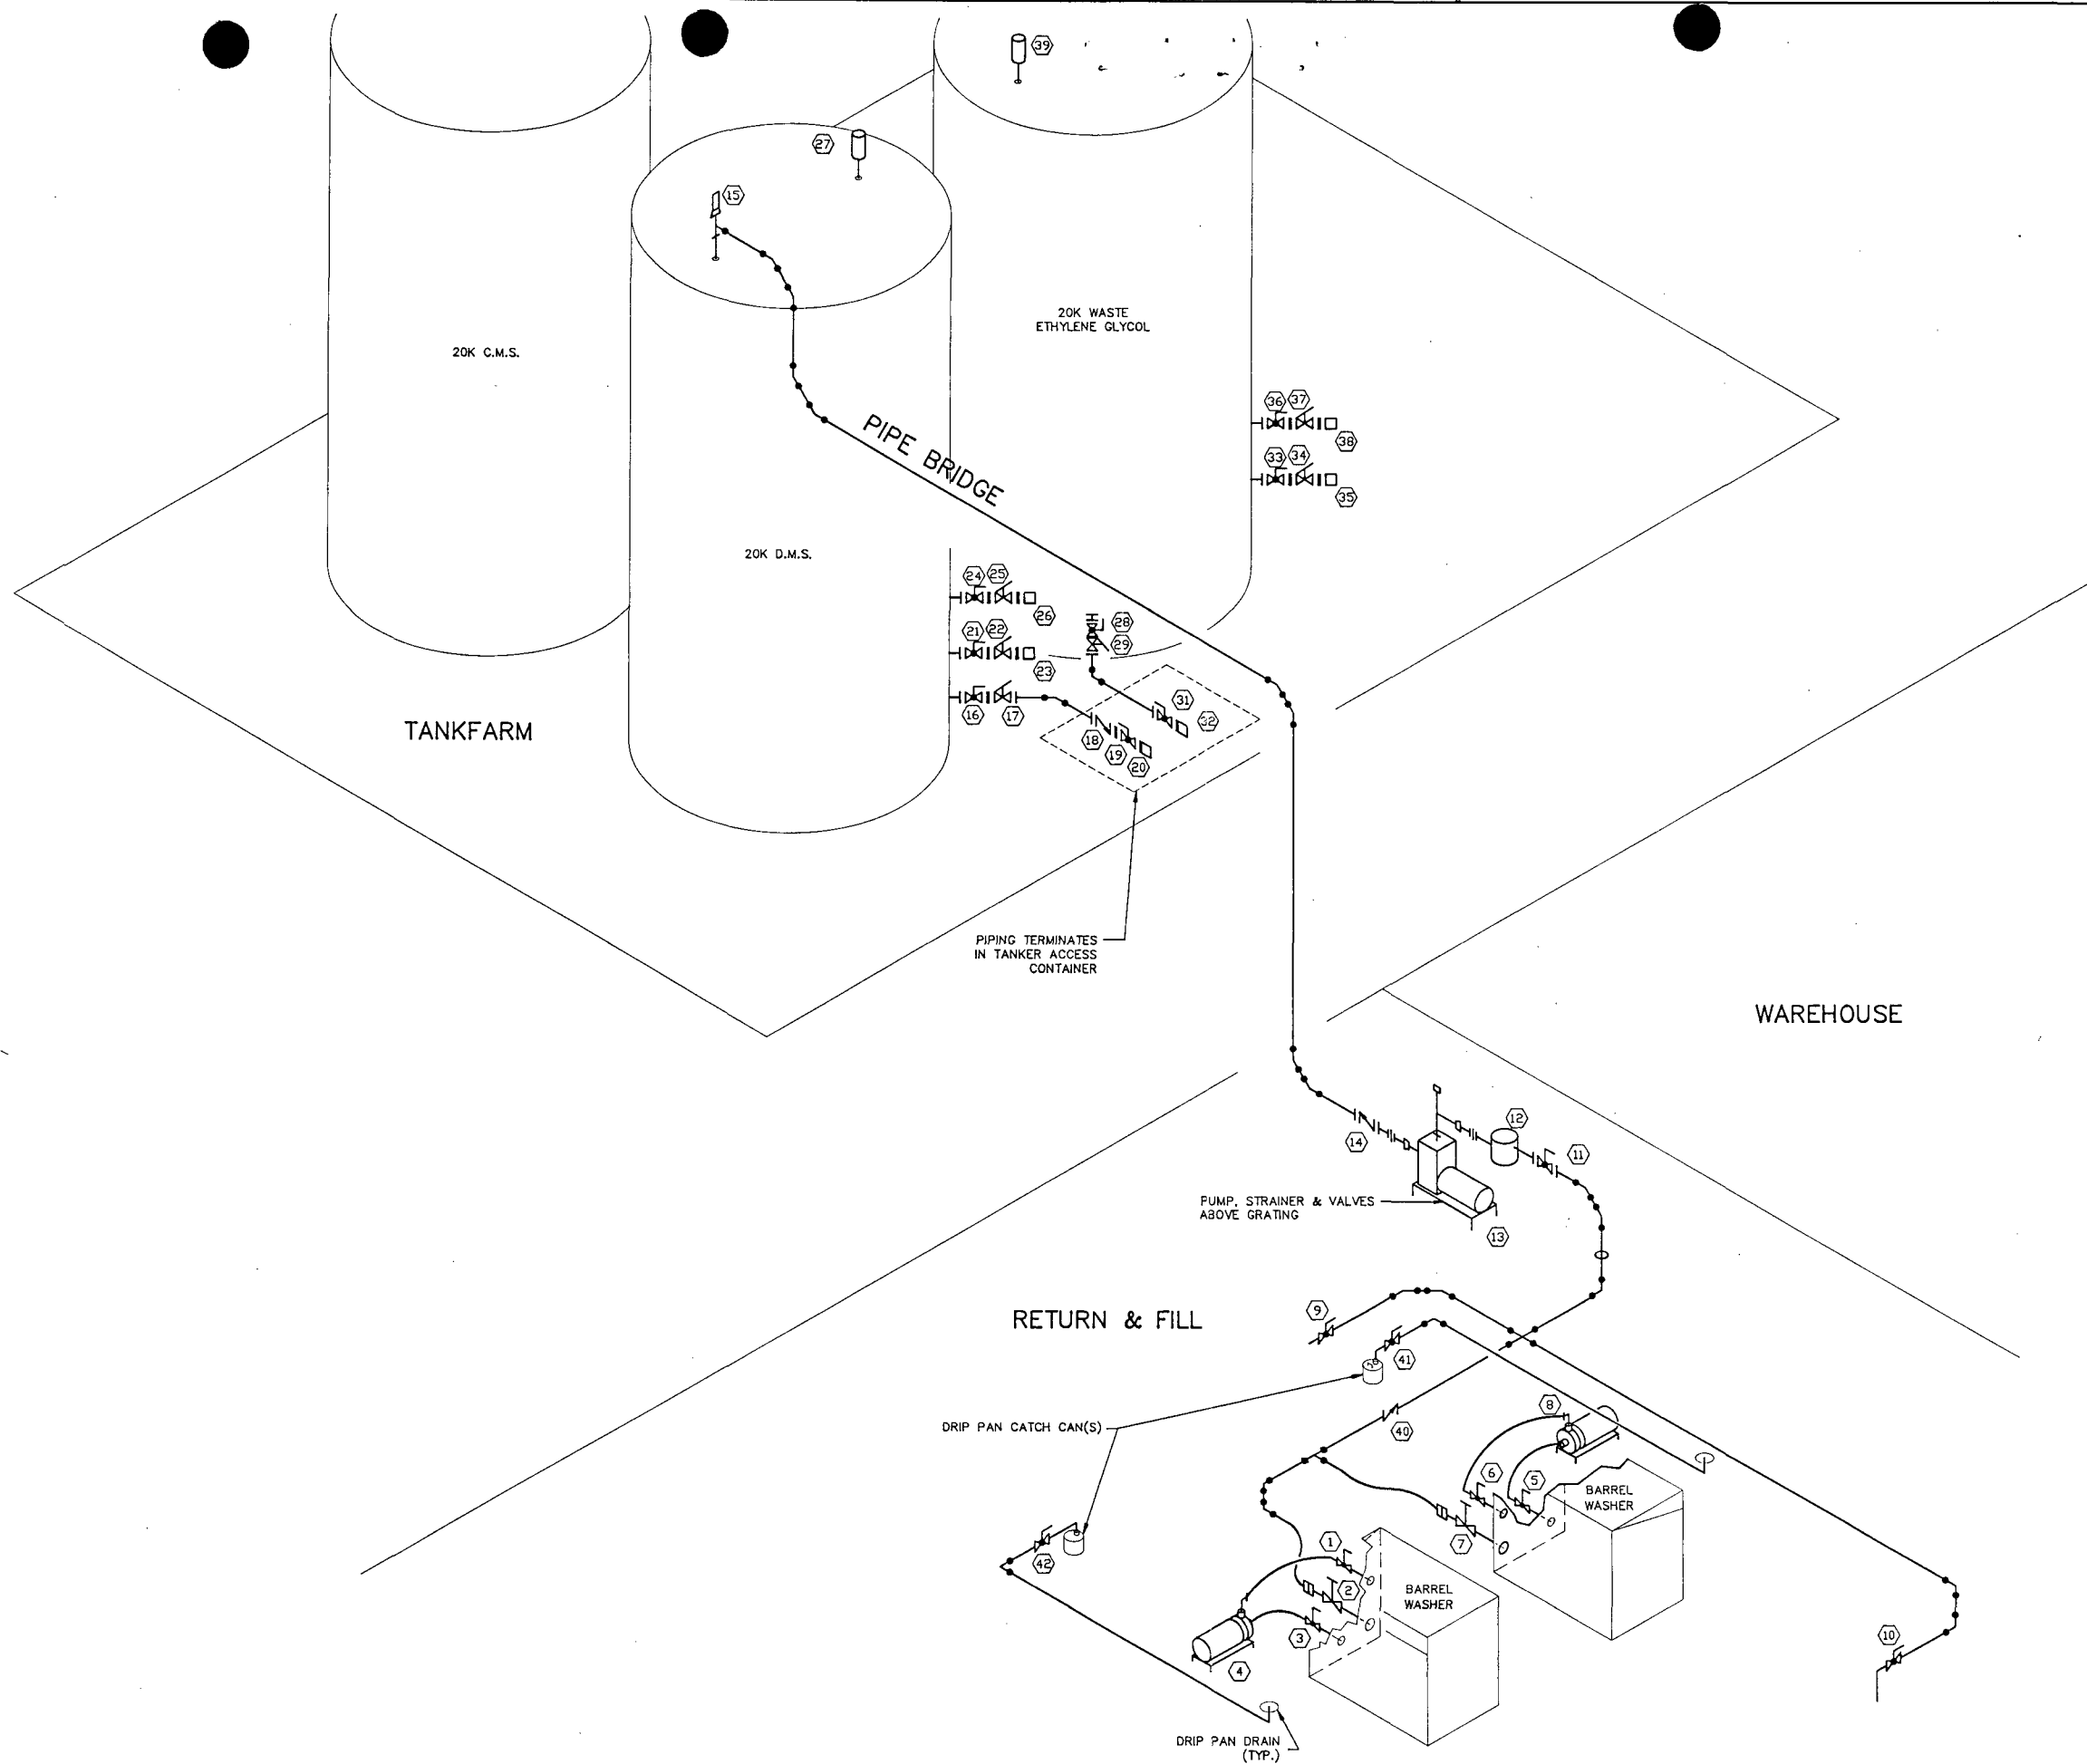 39
27
15
20K WASTE
ETHYLENE GLYCOL
20K C.M.S.
36 37
38
PIPE BRIDGE
33 34
35
20K D.M.S.
24 25
26
28
21 22
29
23
31
32
16 17
18
19
20
TANKFARM
PIPING TERMINATES
IN TANKER ACCESS
CONTAINER
WAREHOUSE
12
14
11
PUMP, STRAINER & VALVES
ABOVE GRATING
13
RETURN & FILL
9
41
8
DRIP PAN CATCH CAN(S)
40
6
5
BARREL
WASHER
7
1
42
2
BARREL
WASHER
3
4
10
DRIP PAN DRAIN
(TYP.)